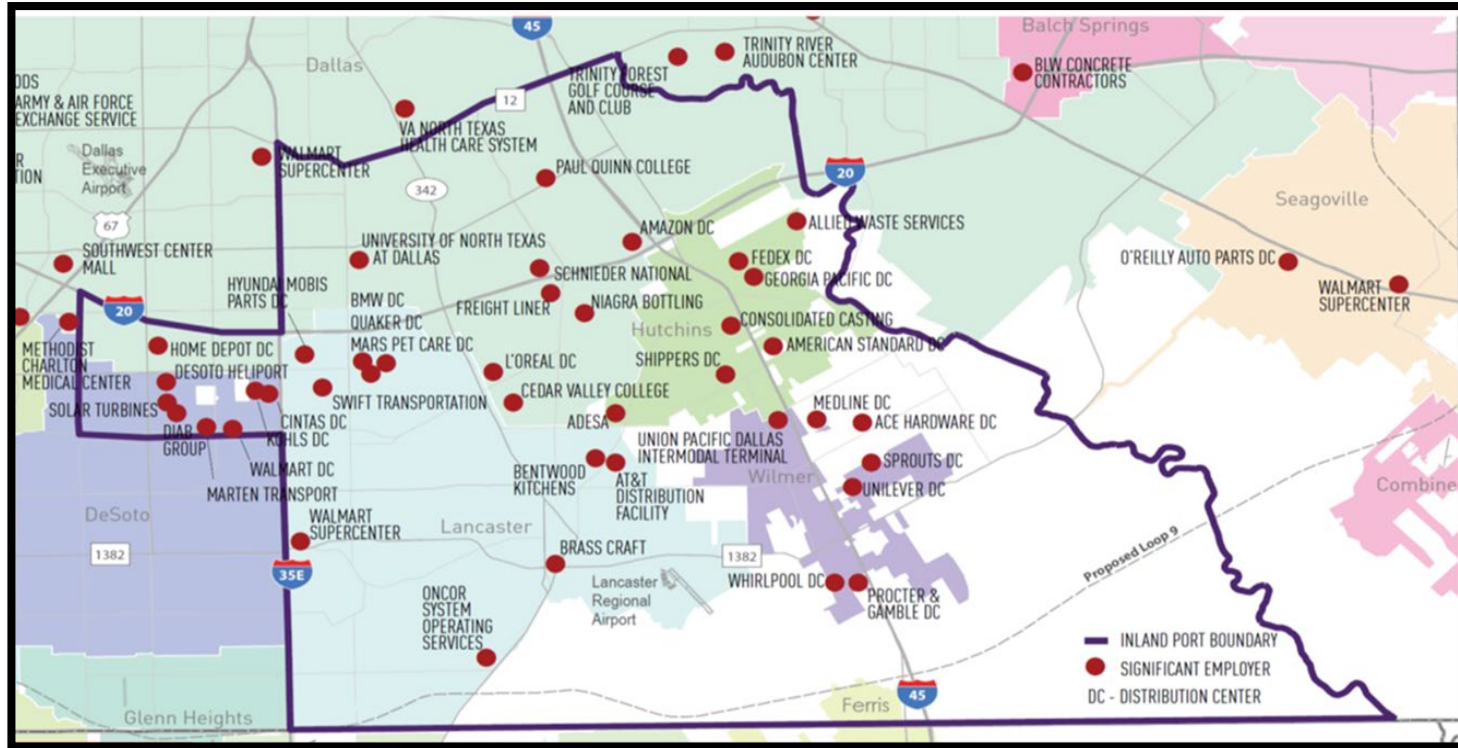 45
Balch Springs
Dallas
TRINITY RIVER
AUDUBON CENTER
TRINITY FOREST
GOLF COURSE
AND CLUB
BLW CONCRETE
CONTRACTORS
ODS
ARMY & AIR FORCE
EXCHANGE SERVICE
12
VA NORTH TEXAS
HEALTH CARE SYSTEM
R
TION
Dallas
Executive
Airport
WALMART
SUPERCENTER
PAUL QUINN COLLEGE
20
342
67
Seagoville
ALLIED WASTE SERVICES
AMAZON DC
SOUTHWEST CENTER
MALL
UNIVERSITY OF NORTH TEXAS
AT DALLAS
FEDEX DC
GEORGIA PACIFIC DC
O'REILLY AUTO PARTS DC
SCHNIEDER NATIONAL
HYUNDAI MOBIS
PARTS DC
WALMART
SUPERCENTER
BMW DC
QUAKER DC
MARS PET CARE DC
FREIGHT LINER
NIAGRA BOTTLING
20
Hutchins
CONSOLIDATED CASTING
METHODIST
CHARLTON
MEDICAL CENTER
HOME DEPOT DC
AMERICAN STANDARD DC
SHIPPERS DC
L'OREAL DC
DESOTO HELIPORT
CEDAR VALLEY COLLEGE
SWIFT TRANSPORTATION
SOLAR TURBINES
MEDLINE DC
ADESA
ACE HARDWARE DC
CINTAS DC
KOHLS DC
DIAB
GROUP
UNION PACIFIC DALLAS
INTERMODAL TERMINAL
WALMART DC
SPROUTS DC
BENTWOOD
KITCHENS
AT&T
DISTRIBUTION
FACILITY
Wilmer
UNILEVER DC
MARTEN TRANSPORT
Combine
DeSoto
WALMART
SUPERCENTER
Lancaster
1382
BRASS CRAFT
1382
Proposed Loop 9
35E
Lancaster
Regional
Airport
WHIRLPOOL DC
PROCTER &
GAMBLE DC
ONCOR
SYSTEM
OPERATING
SERVICES
INLAND PORT BOUNDARY
SIGNIFICANT EMPLOYER
DC - DISTRIBUTION CENTER
45
Ferris
Glenn Heights